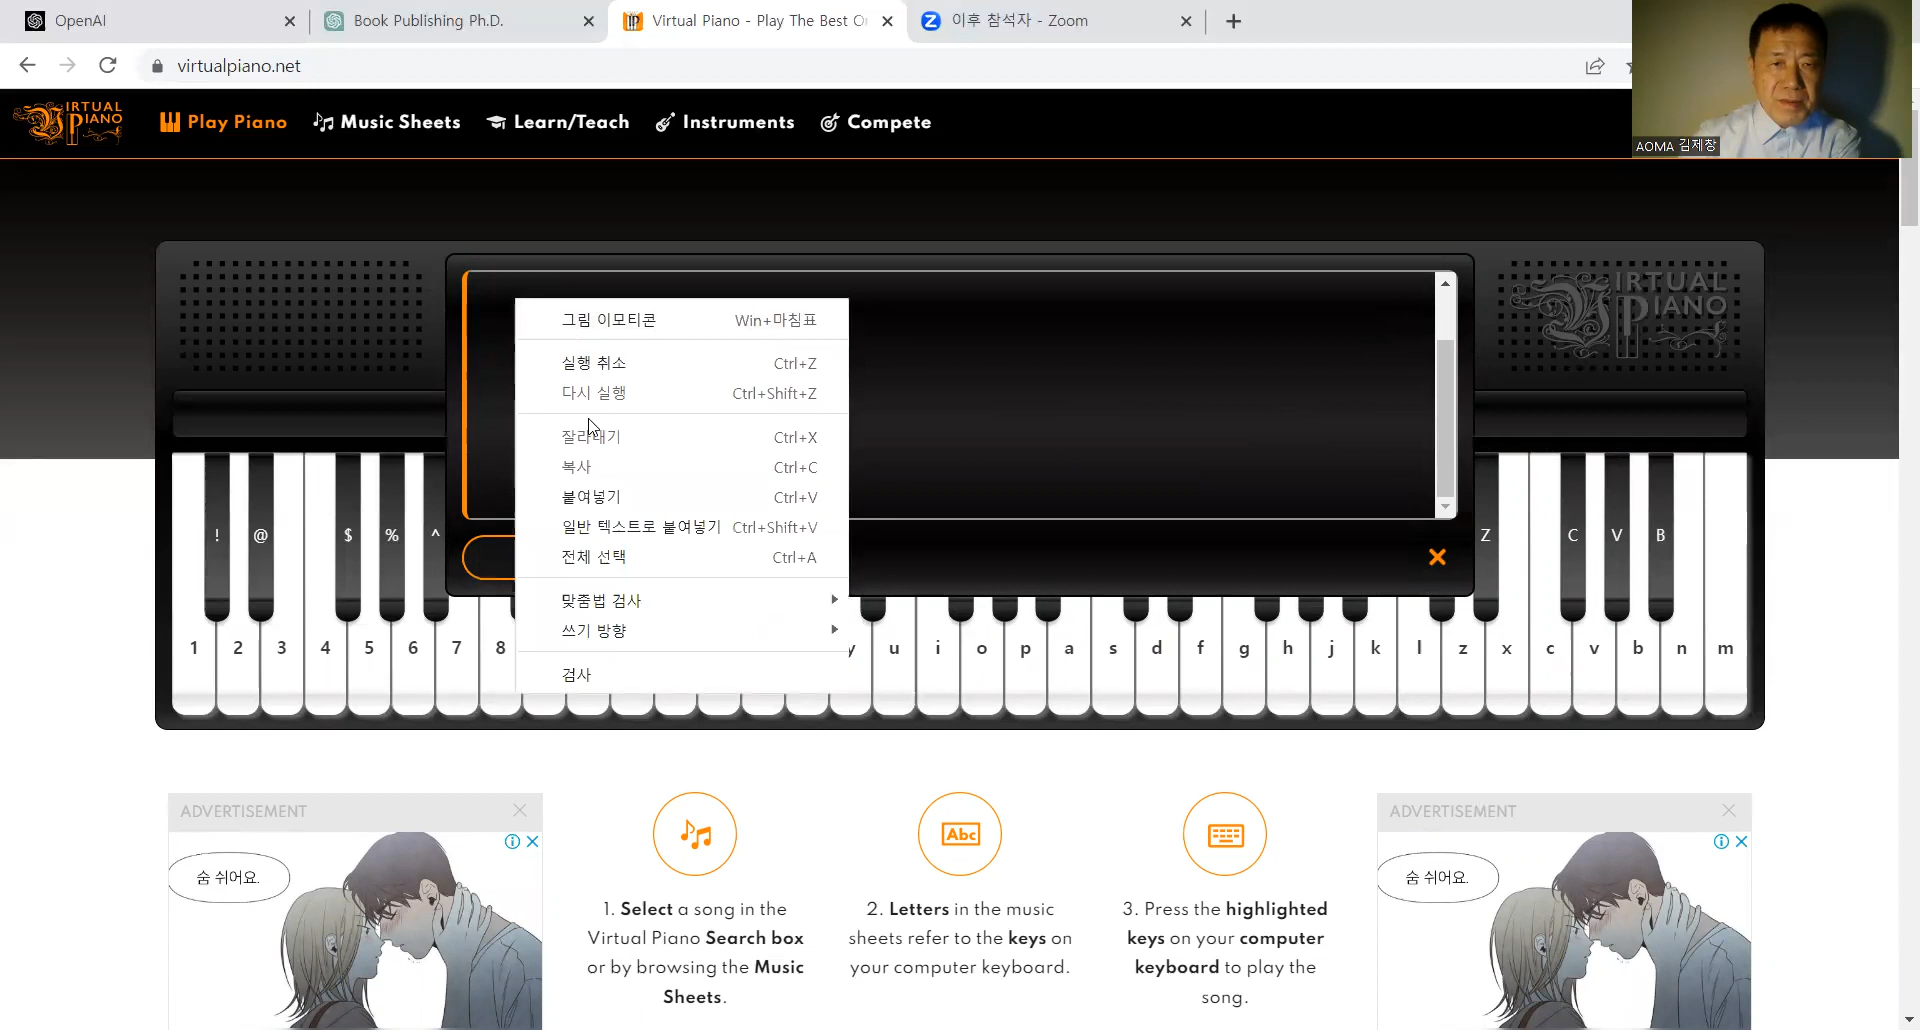 OpenAI
Book Publishing Ph.D.
Virtual Piano - Play The Best O
이후 참석자 - Zoom
virtualpiano.net
VIRTUAL
PIANO
Play Piano
Music Sheets
Learn/Teach
Instruments
Compete
AOMA 김제창
VIRTUAL
PIANO
그림 이모티콘 Win+마침표
실행 취소 Ctrl+Z
다시 실행 Ctrl+Shift+Z
잘라내기 Ctrl+X
복사 Ctrl+C
붙여넣기 Ctrl+V
일반 텍스트로 붙여넣기 Ctrl+Shift+V
전체 선택 Ctrl+A
맞춤법 검사
쓰기 방향
검사
! @ $ % ^ Z C V B
1 2 3 4 5 6 7 8 y u i o p a s d f g h j k l z x c v b n m
ADVERTISEMENT
숨 쉬어요.
Abc
1. Select a song in the
Virtual Piano Search box
or by browsing the Music
Sheets.
2. Letters in the music
sheets refer to the keys on
your computer keyboard.
3. Press the highlighted
keys on your computer
keyboard to play the
song.
ADVERTISEMENT
숨 쉬어요.